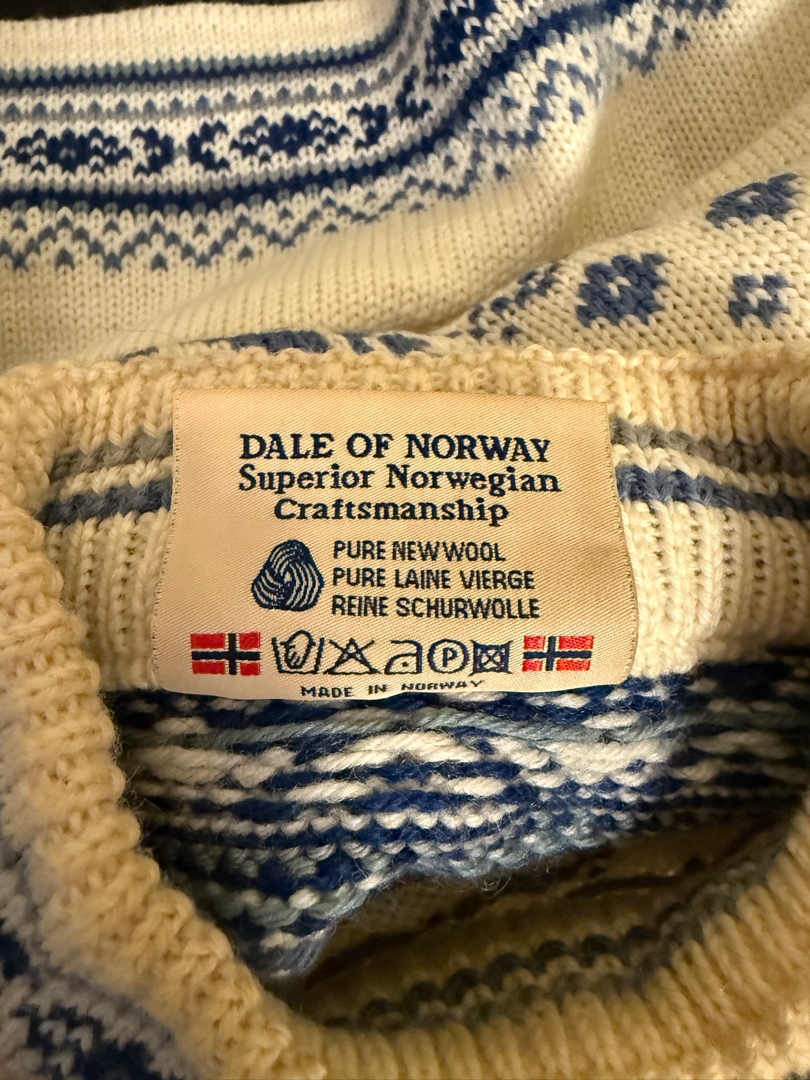 DALE OF NORWAY
Superior Norwegian
Craftsmanship
PURE NEW WOOL
PURE LAINE VIERGE
REINE SCHURWOLLE
P
MADE IN NORWAY